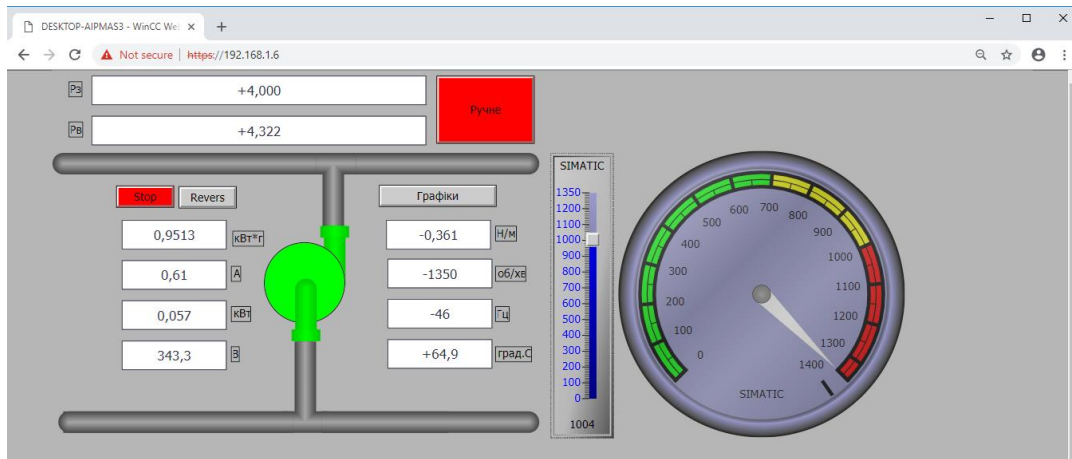 DESKTOP-AIPMAS3 - WinCC We
Not secure | https://192.168.1.6
Рз +4,000
Ручне
Рв +4,322
Stop Revers
Графіки
0,9513 кВт*г
-0,361 Н/м
0,61 А
-1350 об/хв
0,057 кВт
-46 Гц
343,3 В
+64,9 град.С
SIMATIC
1350
1200
1100
1000
900
800
700
600
500
400
300
200
100
0
1004
0
100
200
300
400
500
600
700
800
900
1000
1100
1200
1300
1400
SIMATIC